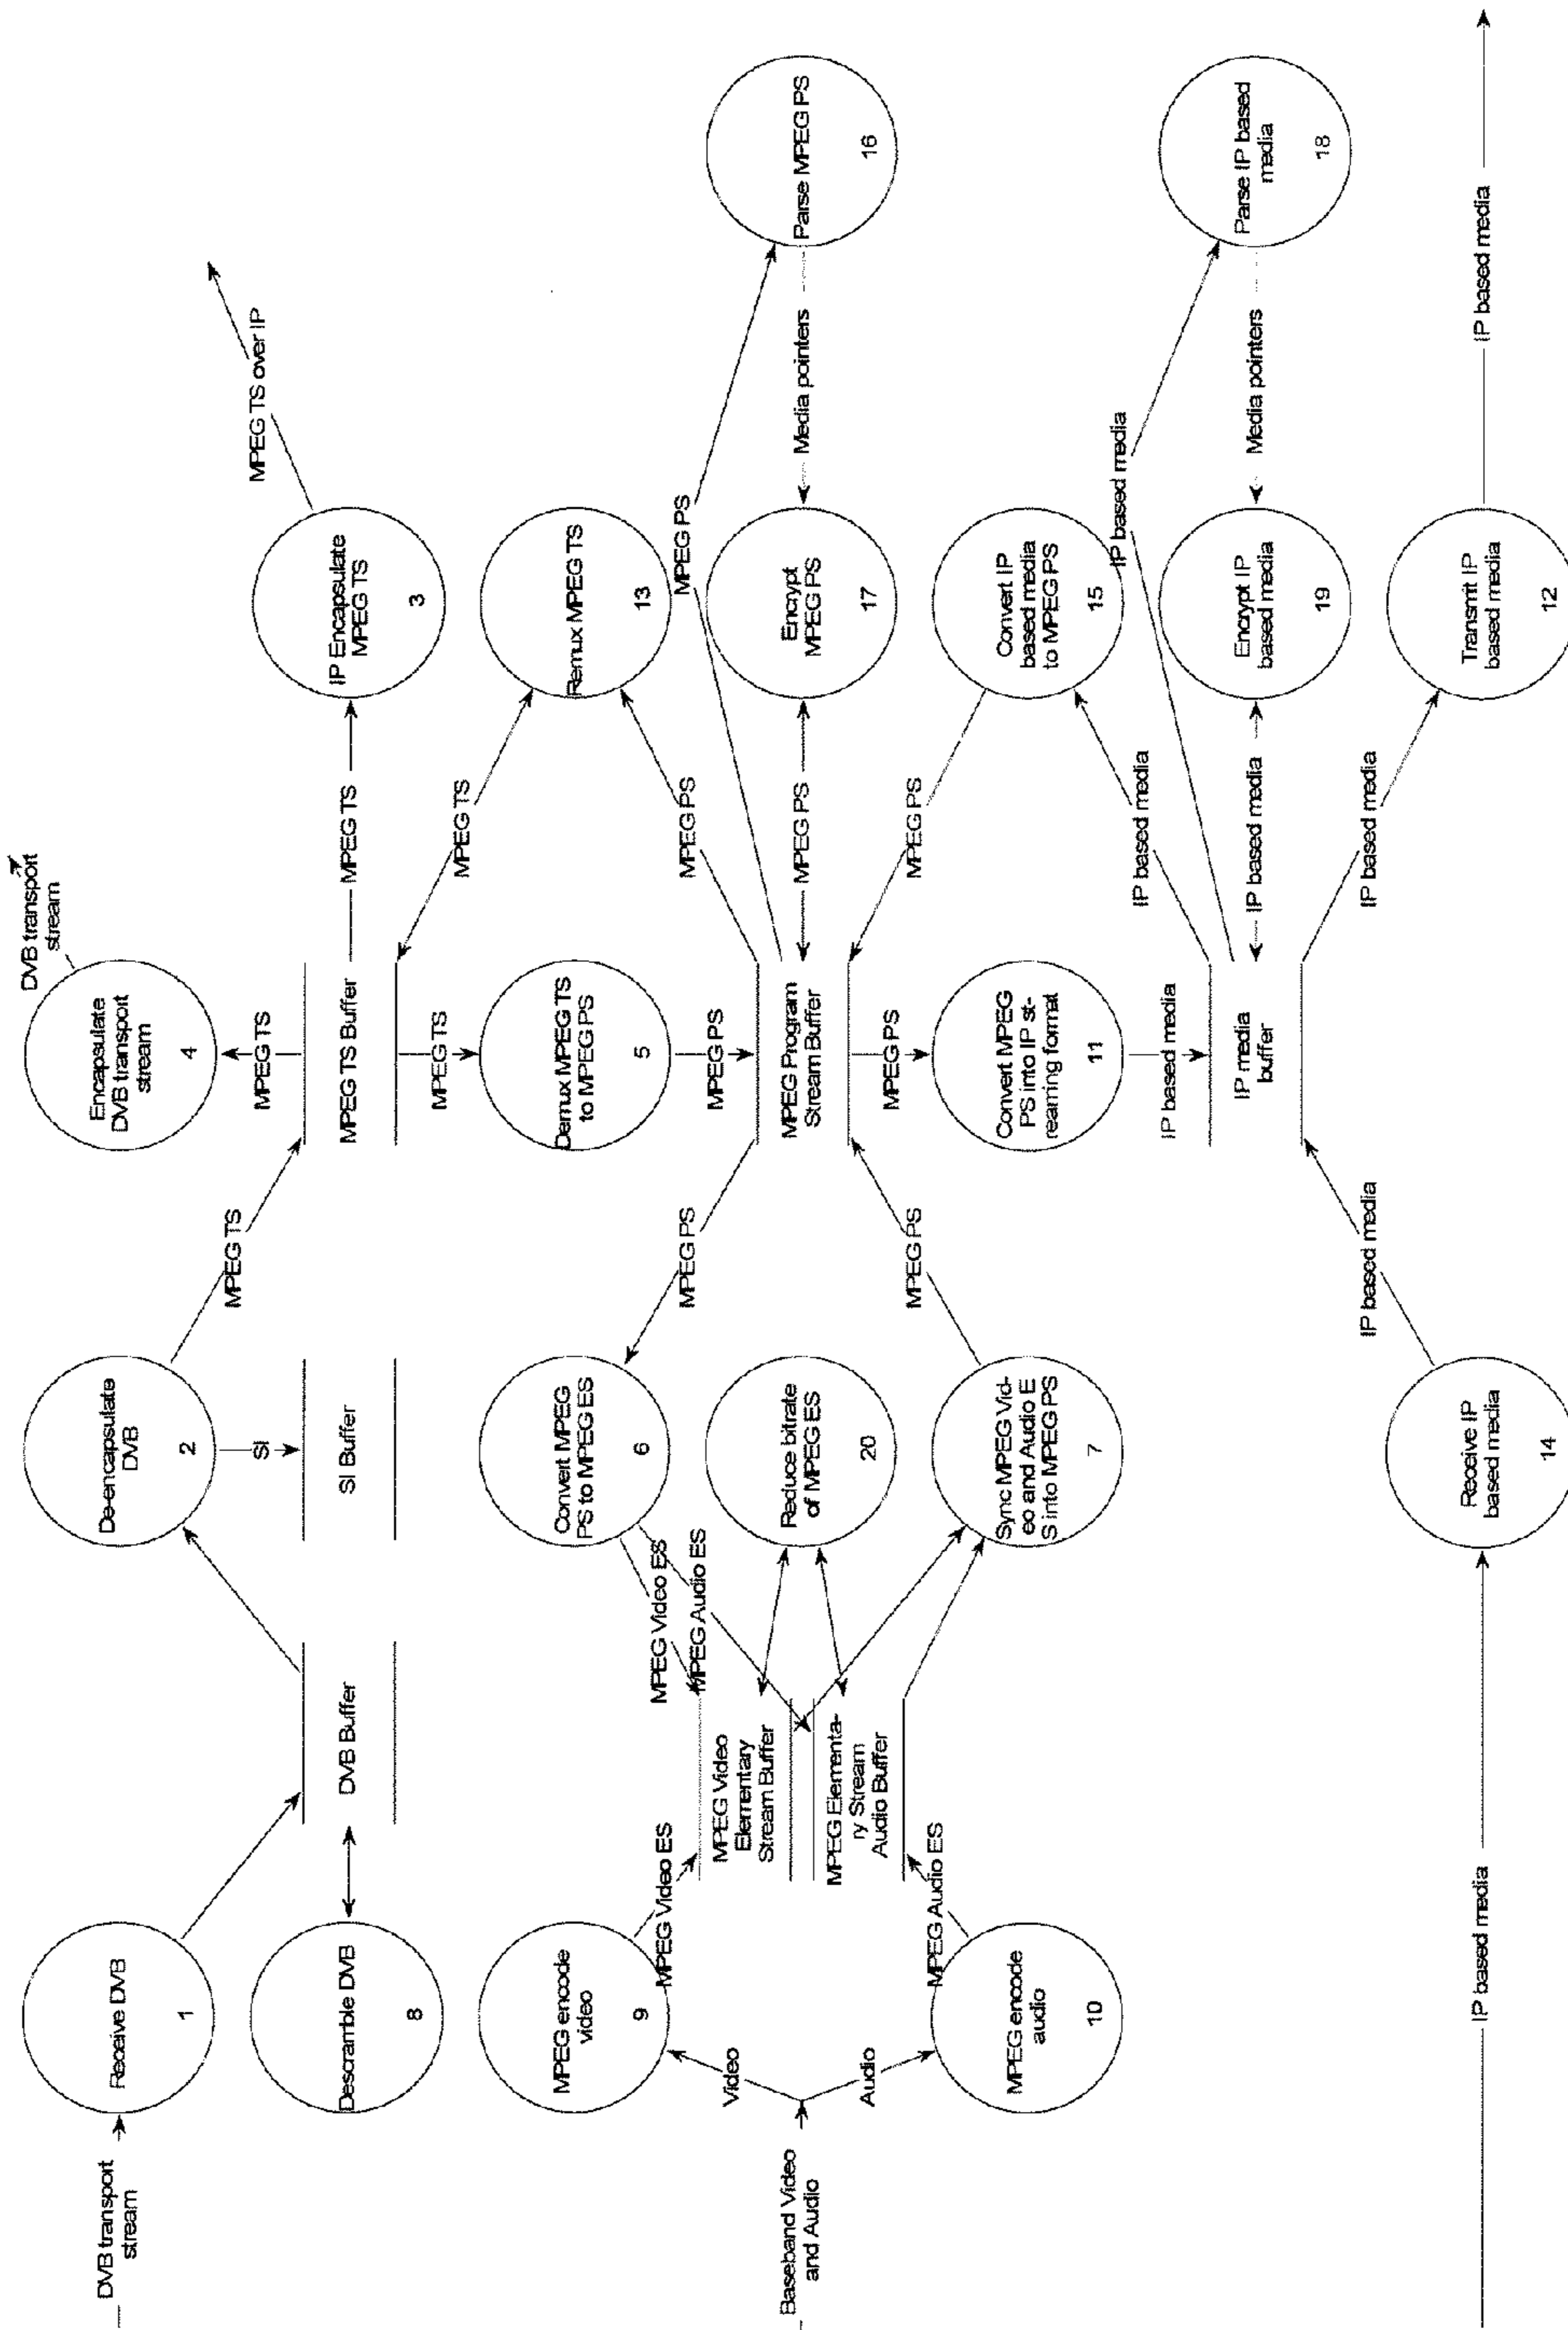 DVB transport
stream
Receive DVB
1
Descramble DVB
8
DVB Buffer
De-encapsulate
DVB
2
SI
SI Buffer
MPEG TS
Encapsulate
DVB transport
stream
4
DVB transport
stream
MPEG TS
MPEG TS Buffer
MPEG TS
IP Encapsulate
MPEG TS
3
MPEG TS over IP
MPEG TS
MPEG TS
Demux MPEG TS
to MPEG PS
5
MPEG PS
Remux MPEG TS
13
MPEG PS
MPEG PS
Baseband Video
and Audio
Video
Audio
MPEG encode
video
9
MPEG encode
audio
10
MPEG Video ES
MPEG Audio ES
MPEG Video
Elementary
Stream Buffer
MPEG Elementa-
ry Stream
Audio Buffer
MPEG Video ES
MPEG Audio ES
Convert MPEG
PS to MPEG ES
6
Reduce bitrate
of MPEG ES
20
Sync MPEG Vid-
eo and Audio E
S into MPEG PS
7
MPEG PS
MPEG PS
MPEG Program
Stream Buffer
MPEG PS
Encrypt
MPEG PS
17
Media pointers
Parse MPEG PS
16
MPEG PS
MPEG PS
Convert MPEG
PS into IP st-
reaming format
11
Convert IP
based media
to MPEG PS
15
IP based media
IP based media
IP based media
IP media
buffer
IP based media
Encrypt IP
based media
19
Media pointers
Parse IP based
media
18
IP based media
Receive IP
based media
14
IP based media
IP based media
Transmit IP
based media
12
IP based media